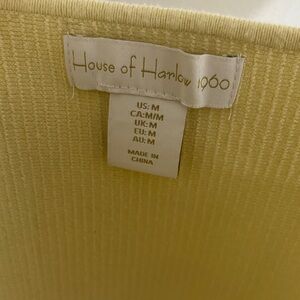 House of Harlow 1960
US: M
CA:M/M
UK:M
EU: M
AU: M
MADE IN
CHINA